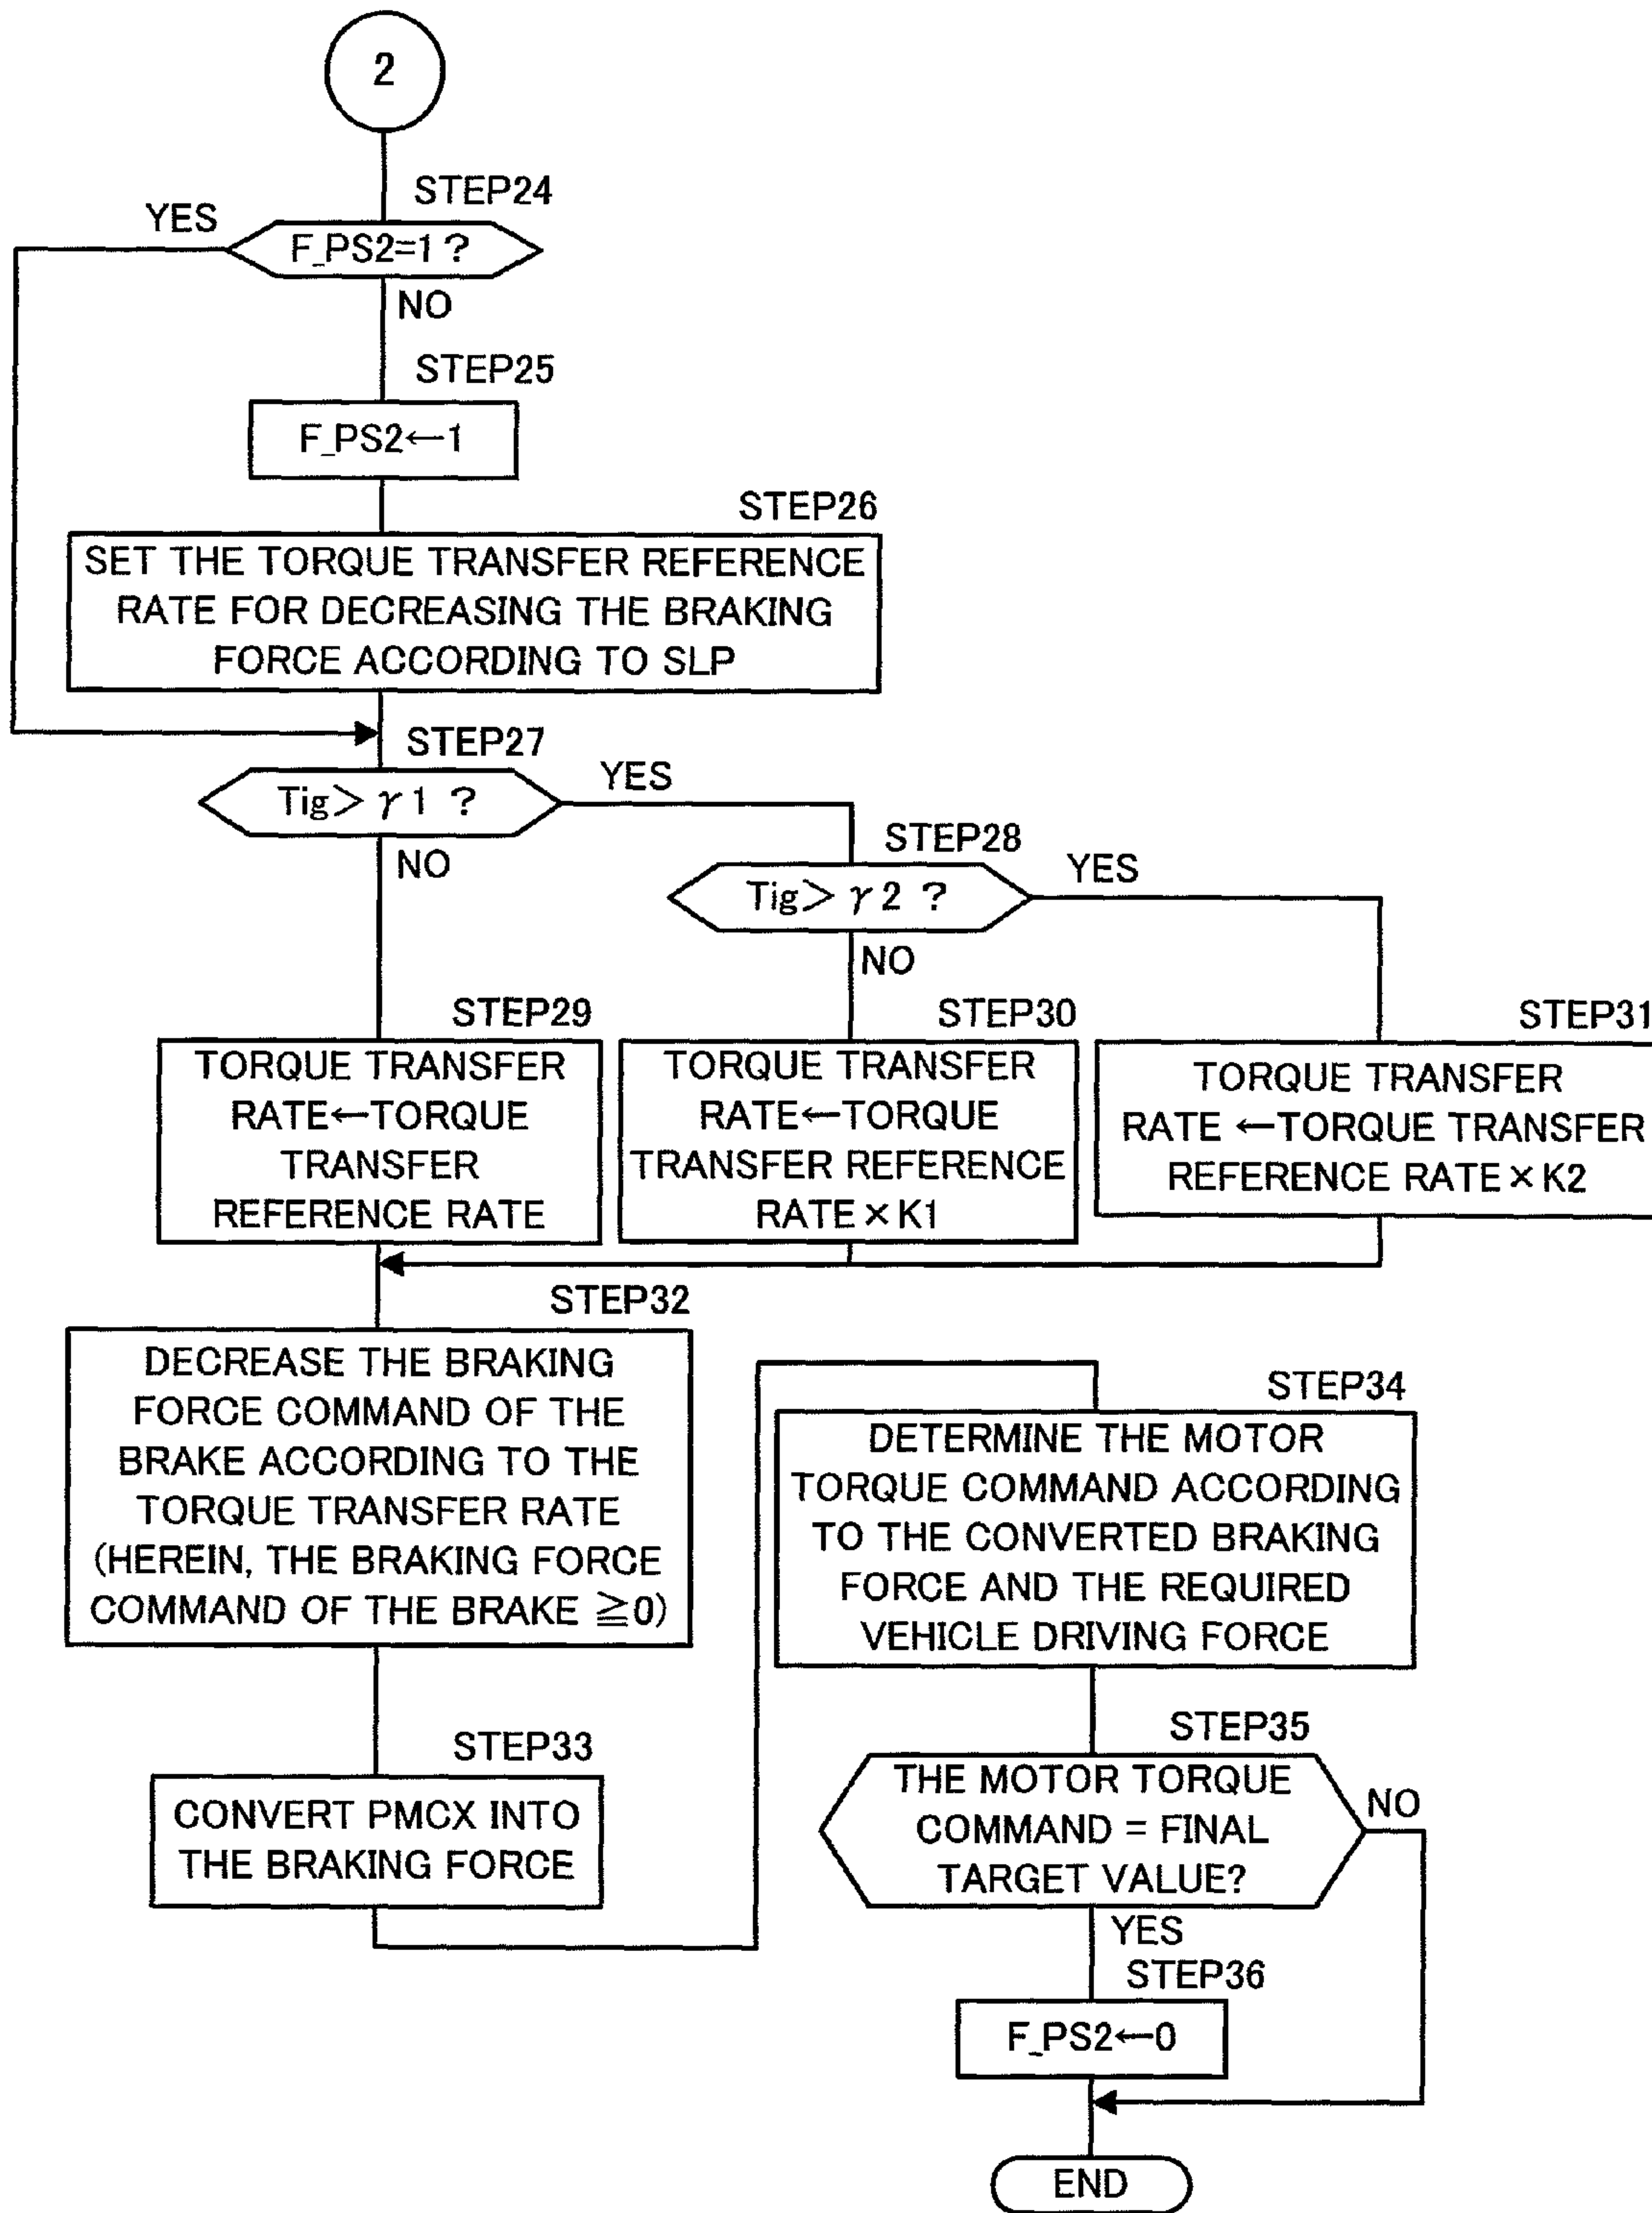 2
STEP24
YES
F_PS2=1 ?
NO
STEP25
F_PS2←1
STEP26
SET THE TORQUE TRANSFER REFERENCE
RATE FOR DECREASING THE BRAKING
FORCE ACCORDING TO SLP
STEP27
Tig> γ 1 ?
YES
NO
STEP28
Tig> γ 2 ?
YES
NO
STEP29
TORQUE TRANSFER
RATE←TORQUE
TRANSFER
REFERENCE RATE
STEP30
TORQUE TRANSFER
RATE←TORQUE
TRANSFER REFERENCE
RATE × K1
STEP31
TORQUE TRANSFER
RATE ←TORQUE TRANSFER
REFERENCE RATE × K2
STEP32
DECREASE THE BRAKING
FORCE COMMAND OF THE
BRAKE ACCORDING TO THE
TORQUE TRANSFER RATE
(HEREIN, THE BRAKING FORCE
COMMAND OF THE BRAKE ≧0)
STEP33
CONVERT PMCX INTO
THE BRAKING FORCE
STEP34
DETERMINE THE MOTOR
TORQUE COMMAND ACCORDING
TO THE CONVERTED BRAKING
FORCE AND THE REQUIRED
VEHICLE DRIVING FORCE
STEP35
THE MOTOR TORQUE
COMMAND = FINAL
TARGET VALUE?
NO
YES
STEP36
F_PS2←0
END